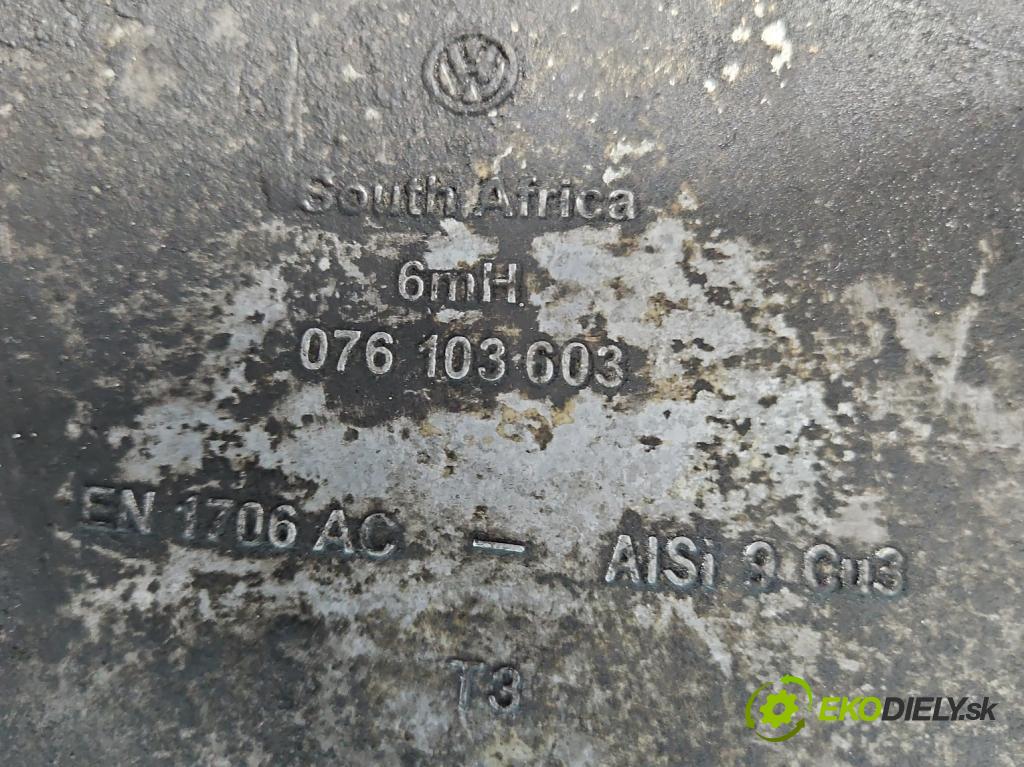 South Africa
6mH
076 103 603
EN 1706 AC — AlSi 9 Cu3
T3
EKODIELY.sk